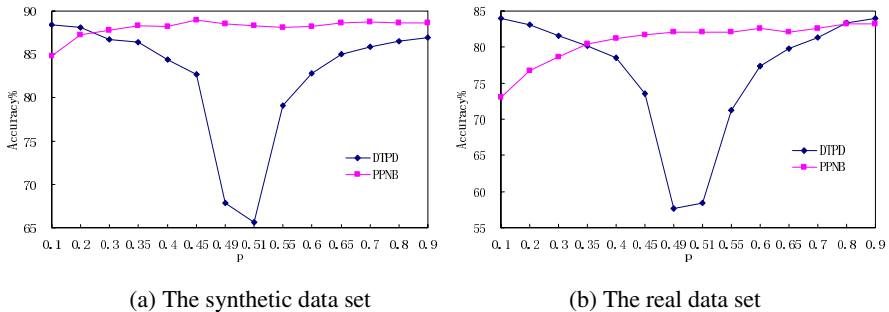 90
85
80
75
70
65
Accuracy%
0.1 0.2 0.3 0.35 0.4 0.45 0.49 0.51 0.55 0.6 0.65 0.7 0.8 0.9
p
DTPD
PPNB
(a) The synthetic data set
85
80
75
70
65
60
55
Accuracy%
0.1 0.2 0.3 0.35 0.4 0.45 0.49 0.51 0.55 0.6 0.65 0.7 0.8 0.9
p
DTPD
PPNB
(b) The real data set